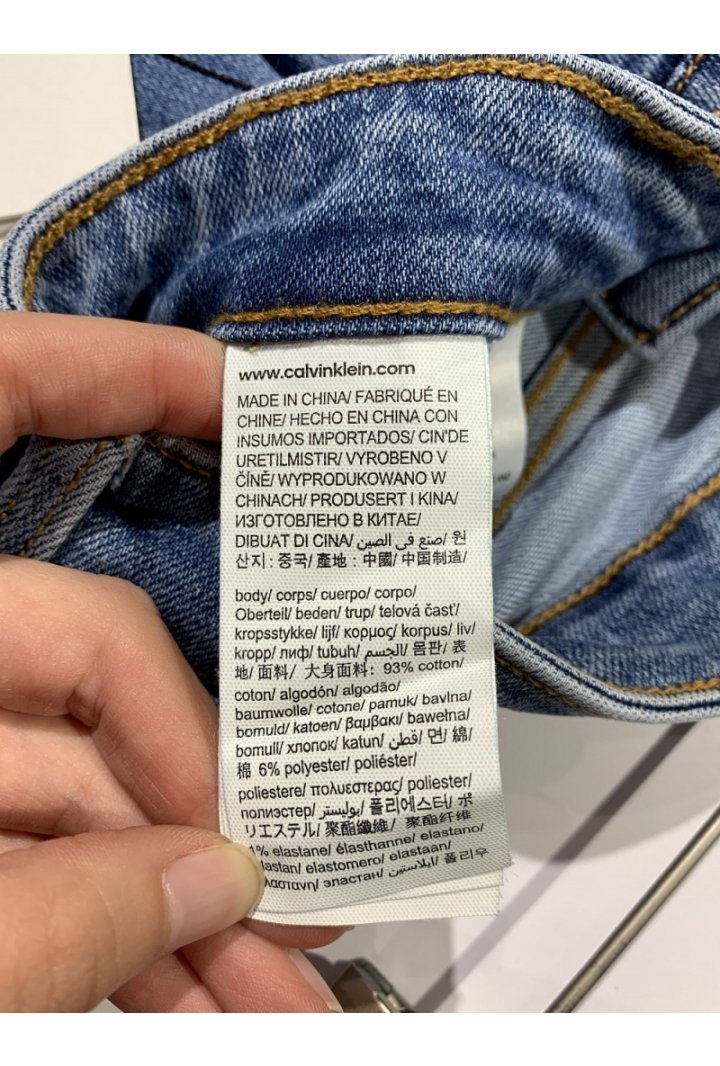 www.calvinklein.com
MADE IN CHINA/ FABRIQUÉ EN
CHINE/ HECHO EN CHINA CON
INSUMOS IMPORTADOS/ CIN'DE
URETILMISTIR/ VYROBENO V
ČÍNĚ/ WYPRODUKOWANO W
CHINACH/ PRODUSERT I KINA/
ИЗГОТОВЛЕНО В КИТАЕ/
DIBUAT DI CINA/ صنع في الصين/ 원
산지 : 중국/ 產地 : 中國/ 中国制造/
body/ corps/ cuerpo/ corpo/
Oberteil/ beden/ trup/ telová časť/
kropsstykke/ lijf/ κορμος/ korpus/ liv/
kropp/ лиф/ tubuh/ الجسم/ 몸판/ 表
地/ 面料/ 大身面料: 93% cotton/
coton/ algodón/ algodão/
baumwolle/ cotone/ pamuk/ bavlna/
bomuld/ katoen/ βαμβακι/ bawełna/
bomull/ хлопок/ katun/ قطن/ 면/ 綿/
棉 6% polyester/ poliéster/
poliestere/ πολυεστερας/ poliester/
полиэстер/ بوليستر/ 폴리에스터/ ポ
リエステル/ 聚酯纖維/ 聚酯纤维
1% elastane/ élasthanne/ elastano/
elastan/ elastomero/ elastaan/
эластан/ ايلاستين/ 폴리우